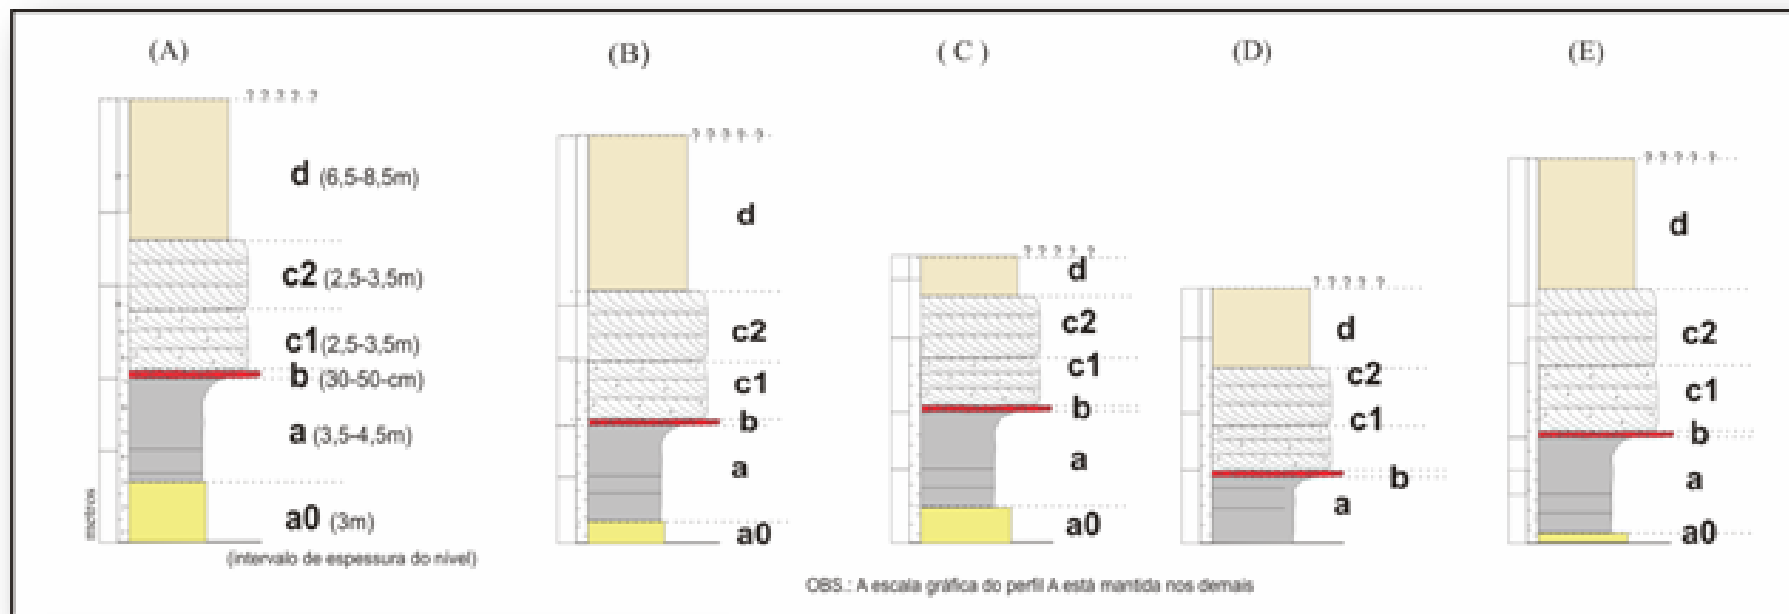 (A)
d (6,5-8,5m)
c2 (2,5-3,5m)
c1 (2,5-3,5m)
b (30-50-cm)
a (3,5-4,5m)
a0 (3m)
metros
(intervalo de espessura do nível)
(B)
? ? ? ? ?
d
c2
c1
b
a
a0
( C )
? ? ? ? ?
d
c2
c1
b
a
a0
(D)
? ? ? ? ?
d
c2
c1
b
a
(E)
? ? ? ? ?
d
c2
c1
b
a
a0
OBS.: A escala gráfica do perfil A está mantida nos demais